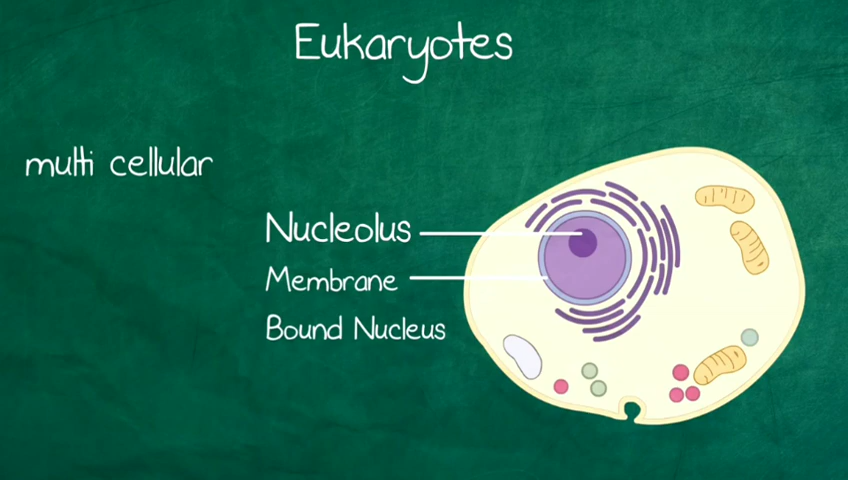 Eukaryotes
multi cellular
Nucleolus
Membrane
Bound Nucleus